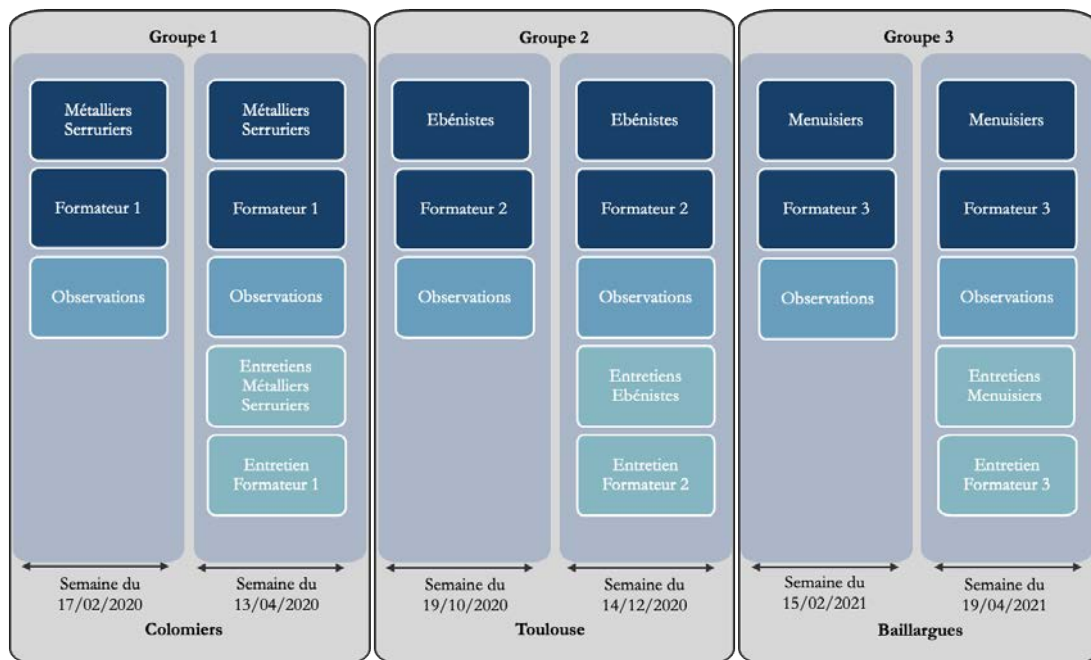 Groupe 1
Métalliers
Serruriers
Formateur 1
Observations
Semaine du
17/02/2020
Métalliers
Serruriers
Formateur 1
Observations
Entretiens
Métalliers
Serruriers
Entretien
Formateur 1
Semaine du
13/04/2020
Colomiers
Groupe 2
Ebénistes
Formateur 2
Observations
Semaine du
19/10/2020
Ebénistes
Formateur 2
Observations
Entretiens
Ebénistes
Entretien
Formateur 2
Semaine du
14/12/2020
Toulouse
Groupe 3
Menuisiers
Formateur 3
Observations
Semaine du
15/02/2021
Menuisiers
Formateur 3
Observations
Entretiens
Menuisiers
Entretien
Formateur 3
Semaine du
19/04/2021
Baillargues